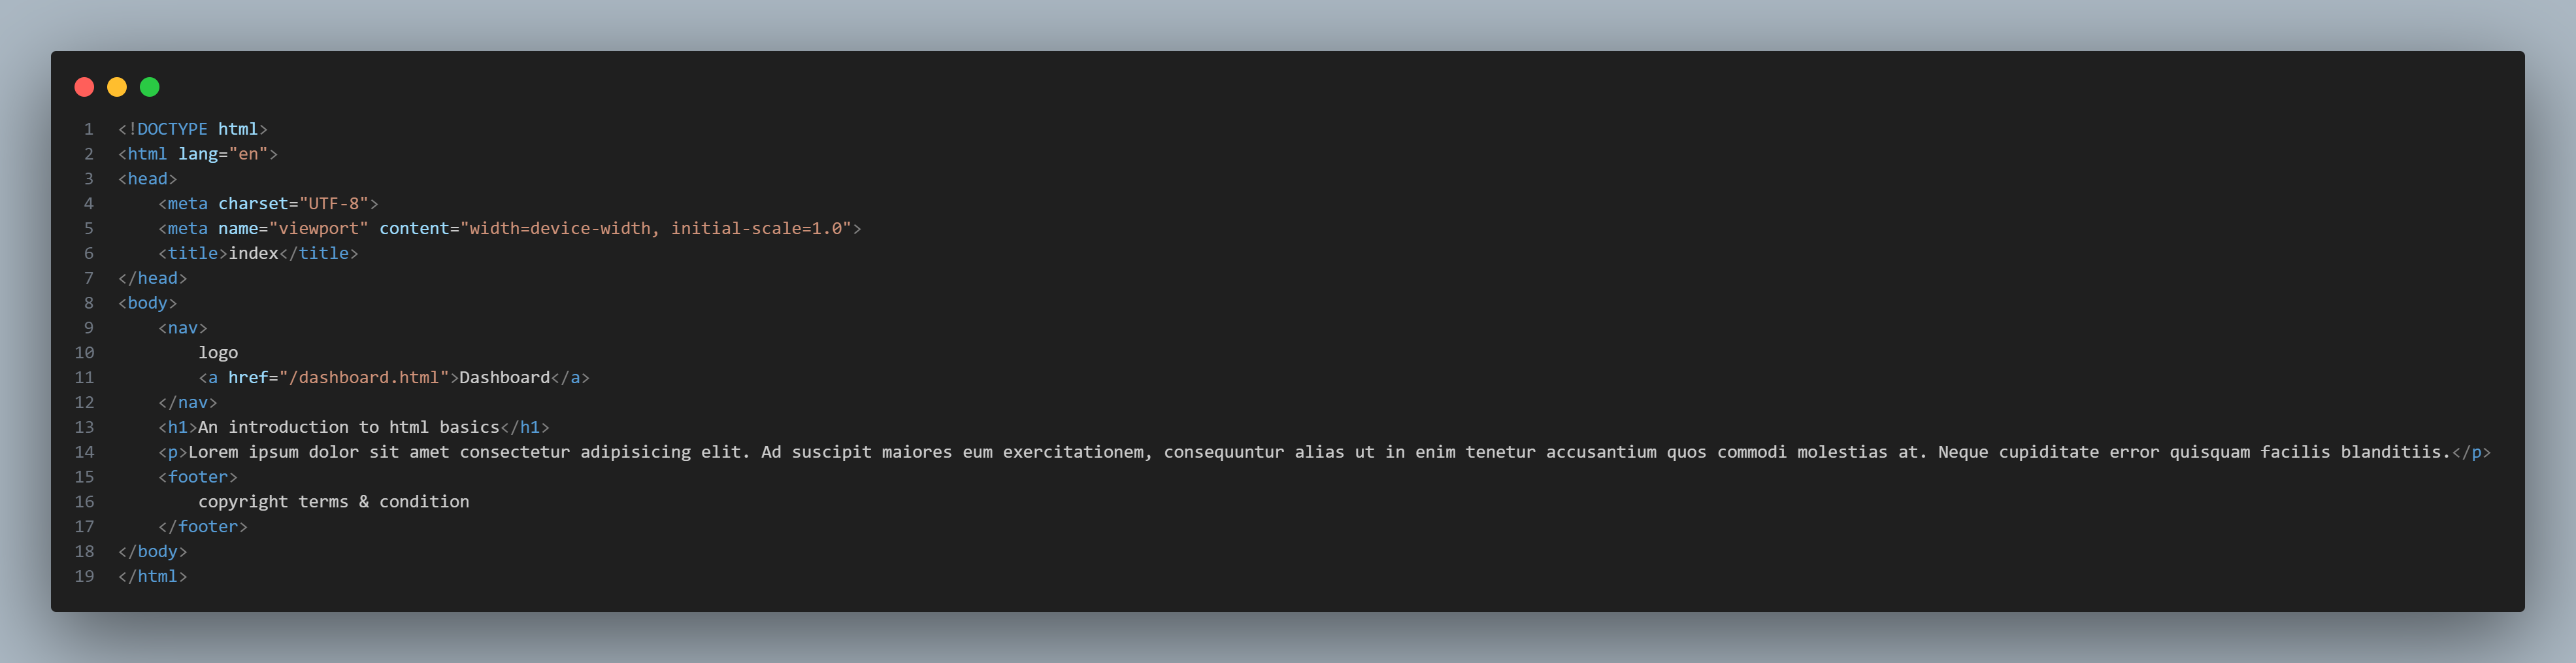 1 <!DOCTYPE html>
2 <html lang="en">
3 <head>
4     <meta charset="UTF-8">
5     <meta name="viewport" content="width=device-width, initial-scale=1.0">
6     <title>index</title>
7 </head>
8 <body>
9     <nav>
10         logo
11         <a href="/dashboard.html">Dashboard</a>
12     </nav>
13     <h1>An introduction to html basics</h1>
14     <p>Lorem ipsum dolor sit amet consectetur adipisicing elit. Ad suscipit maiores eum exercitationem, consequuntur alias ut in enim tenetur accusantium quos commodi molestias at. Neque cupiditate error quisquam facilis blanditiis.</p>
15     <footer>
16         copyright terms & condition
17     </footer>
18 </body>
19 </html>